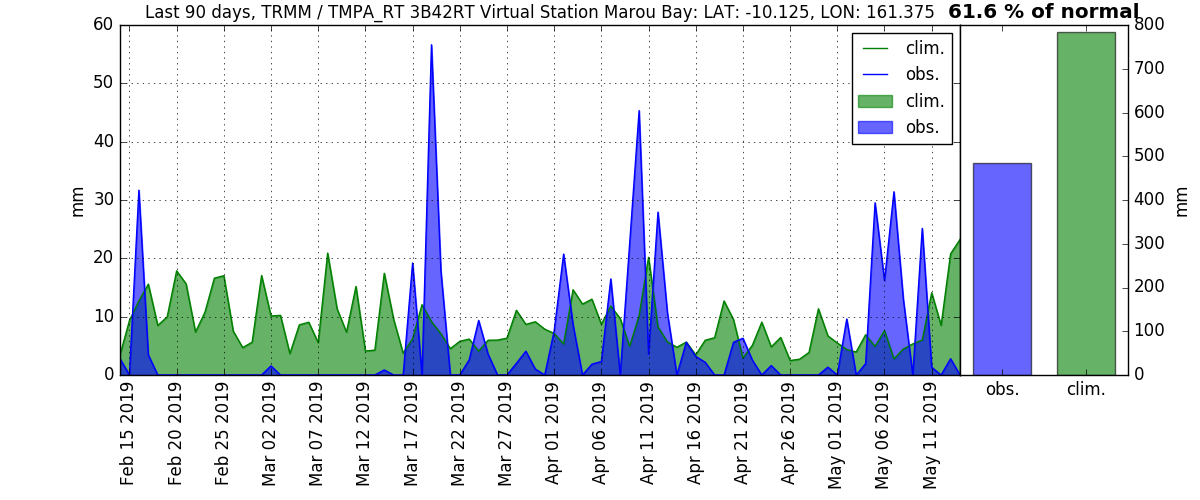 Last 90 days, TRMM / TMPA_RT 3B42RT Virtual Station Marou Bay: LAT: -10.125, LON: 161.375
61.6 % of normal
60
50
40
30
20
10
0
mm
clim.
obs.
clim.
obs.
800
700
600
500
400
300
200
100
0
mm
Feb 15 2019
Feb 20 2019
Feb 25 2019
Mar 02 2019
Mar 07 2019
Mar 12 2019
Mar 17 2019
Mar 22 2019
Mar 27 2019
Apr 01 2019
Apr 06 2019
Apr 11 2019
Apr 16 2019
Apr 21 2019
Apr 26 2019
May 01 2019
May 06 2019
May 11 2019
obs.
clim.